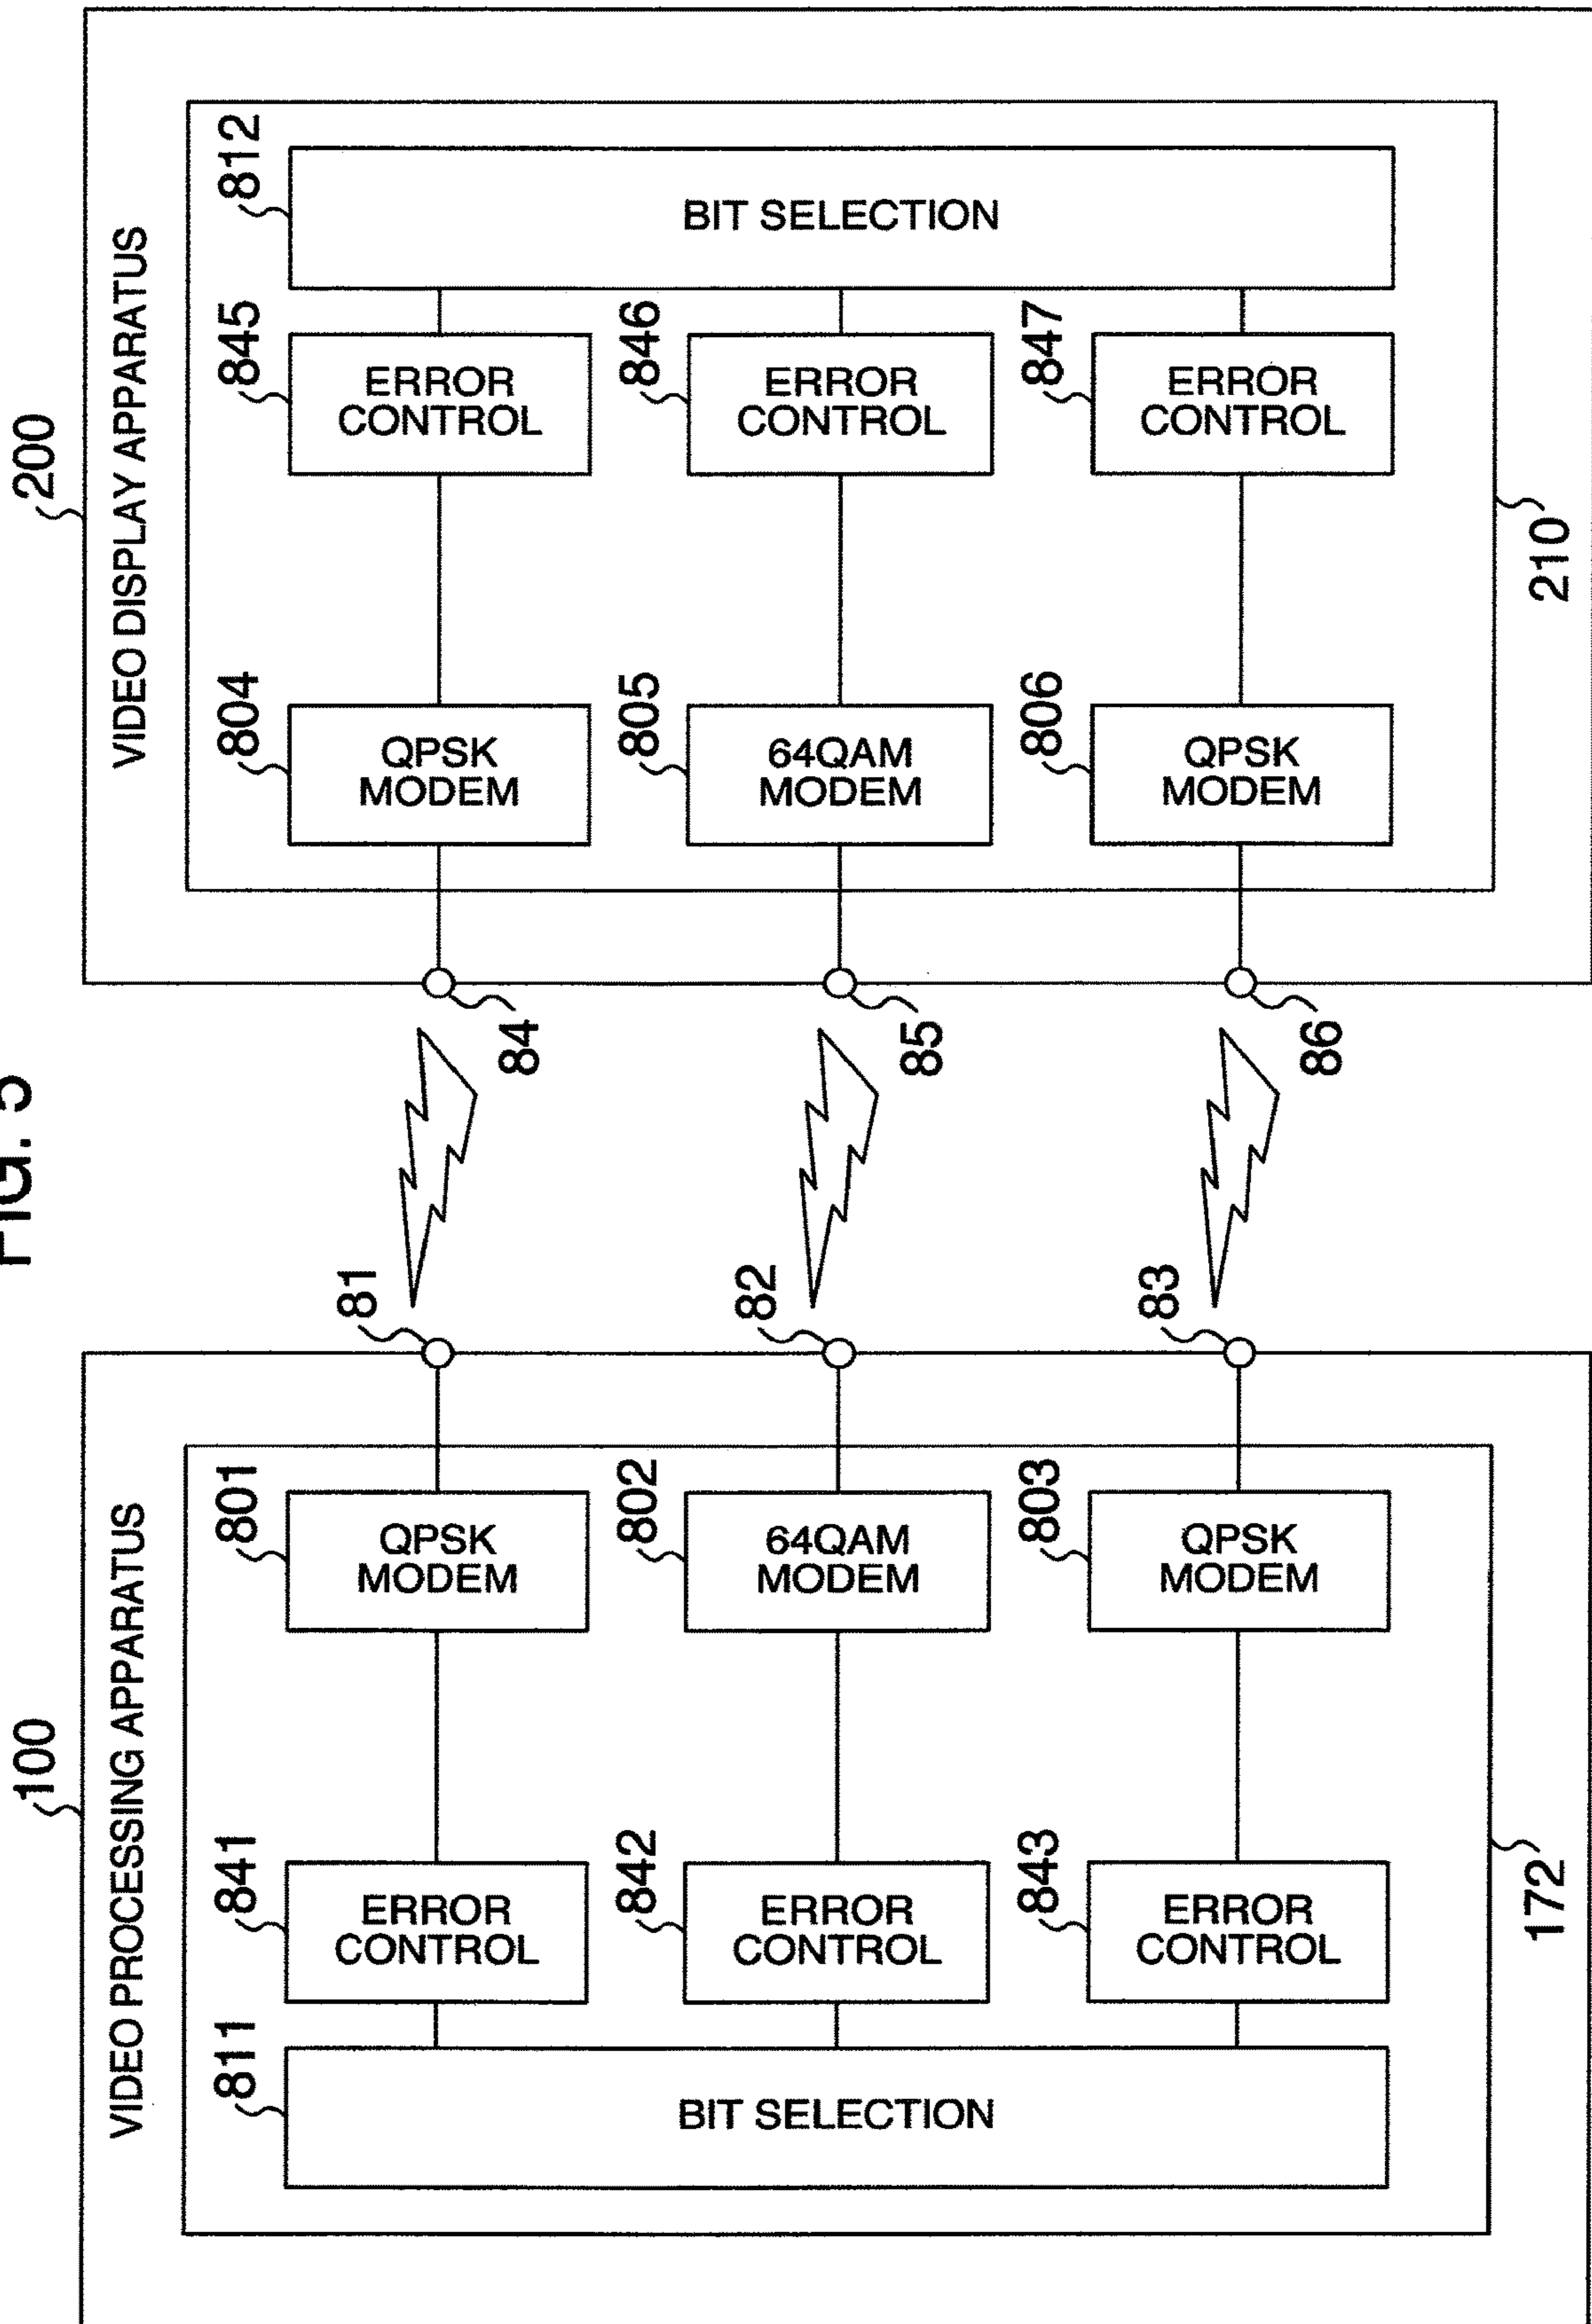 FIG. 5
100
VIDEO PROCESSING APPARATUS
811
BIT SELECTION
841
ERROR
CONTROL
842
ERROR
CONTROL
843
ERROR
CONTROL
801
QPSK
MODEM
802
64QAM
MODEM
803
QPSK
MODEM
172
81
82
83
84
85
86
200
VIDEO DISPLAY APPARATUS
804
QPSK
MODEM
805
64QAM
MODEM
806
QPSK
MODEM
845
ERROR
CONTROL
846
ERROR
CONTROL
847
ERROR
CONTROL
812
BIT SELECTION
210